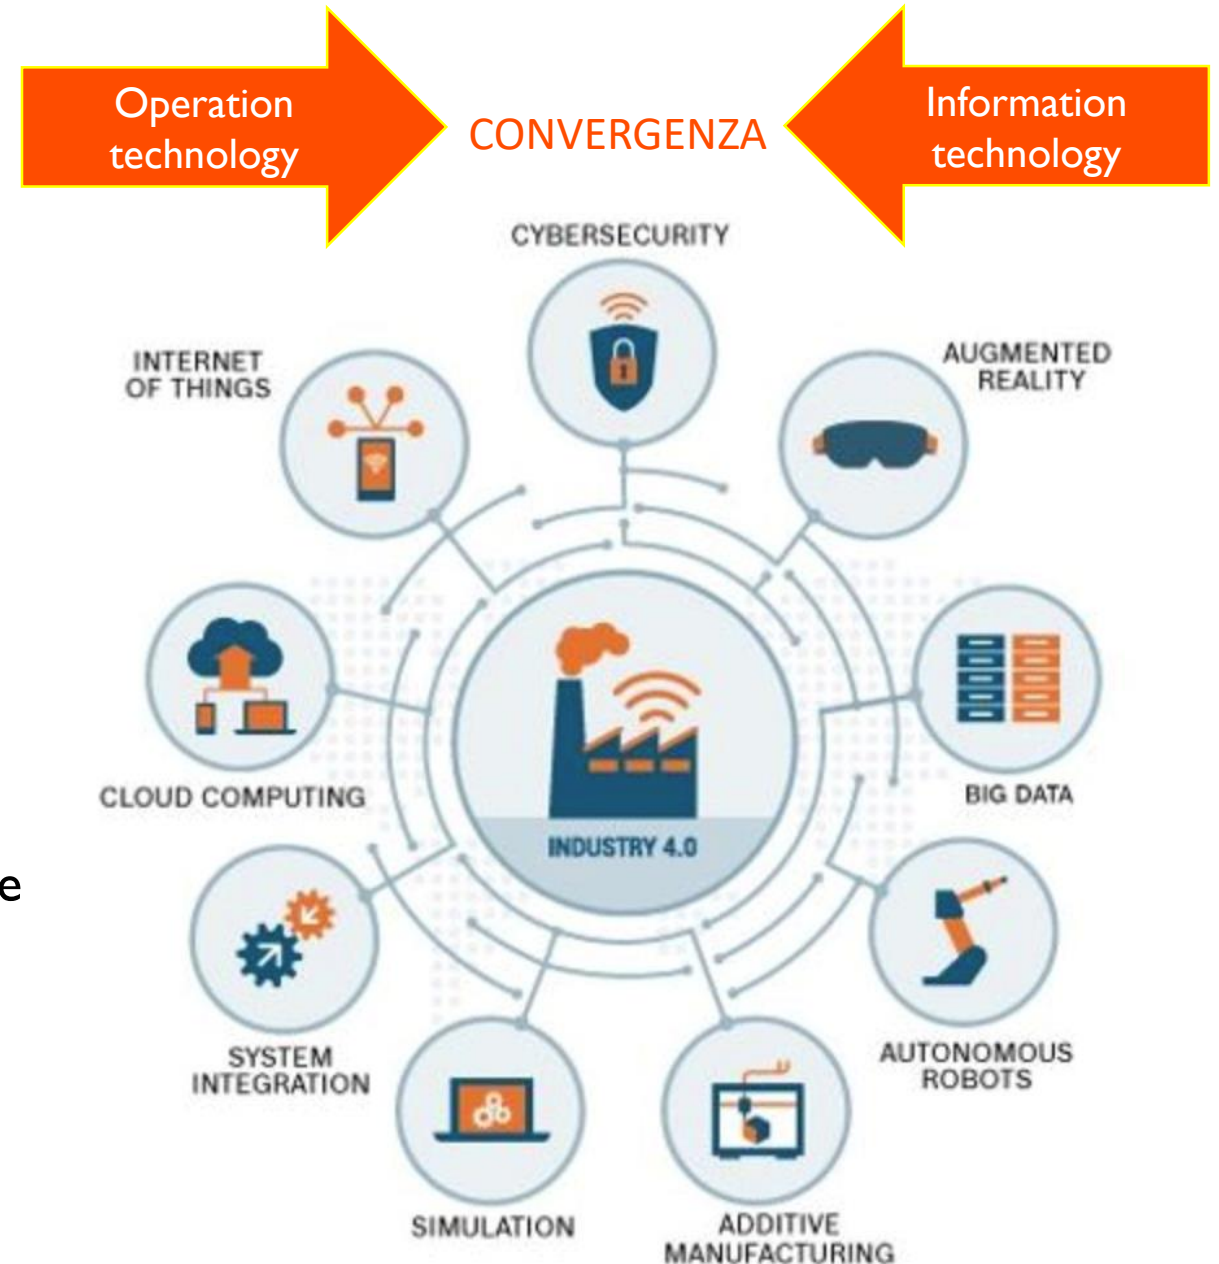 Operation
technology
CONVERGENZA
Information
technology
CYBERSECURITY
INTERNET
OF THINGS
AUGMENTED
REALITY
CLOUD COMPUTING
BIG DATA
INDUSTRY 4.0
e
SYSTEM
INTEGRATION
AUTONOMOUS
ROBOTS
SIMULATION
ADDITIVE
MANUFACTURING